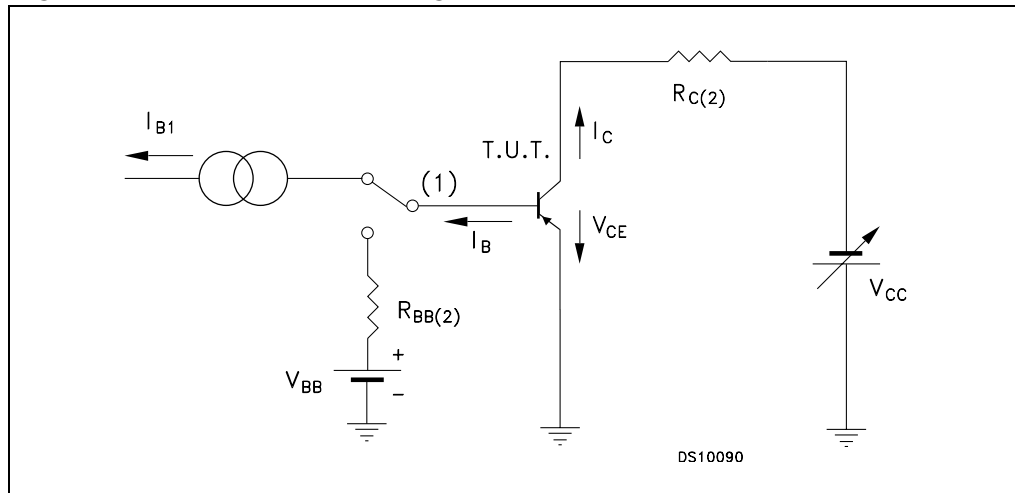 R_C(2)
I_B1
I_C
T.U.T.
(1)
V_CE
I_B
V_CC
R_BB(2)
+
V_BB
-
DS10090